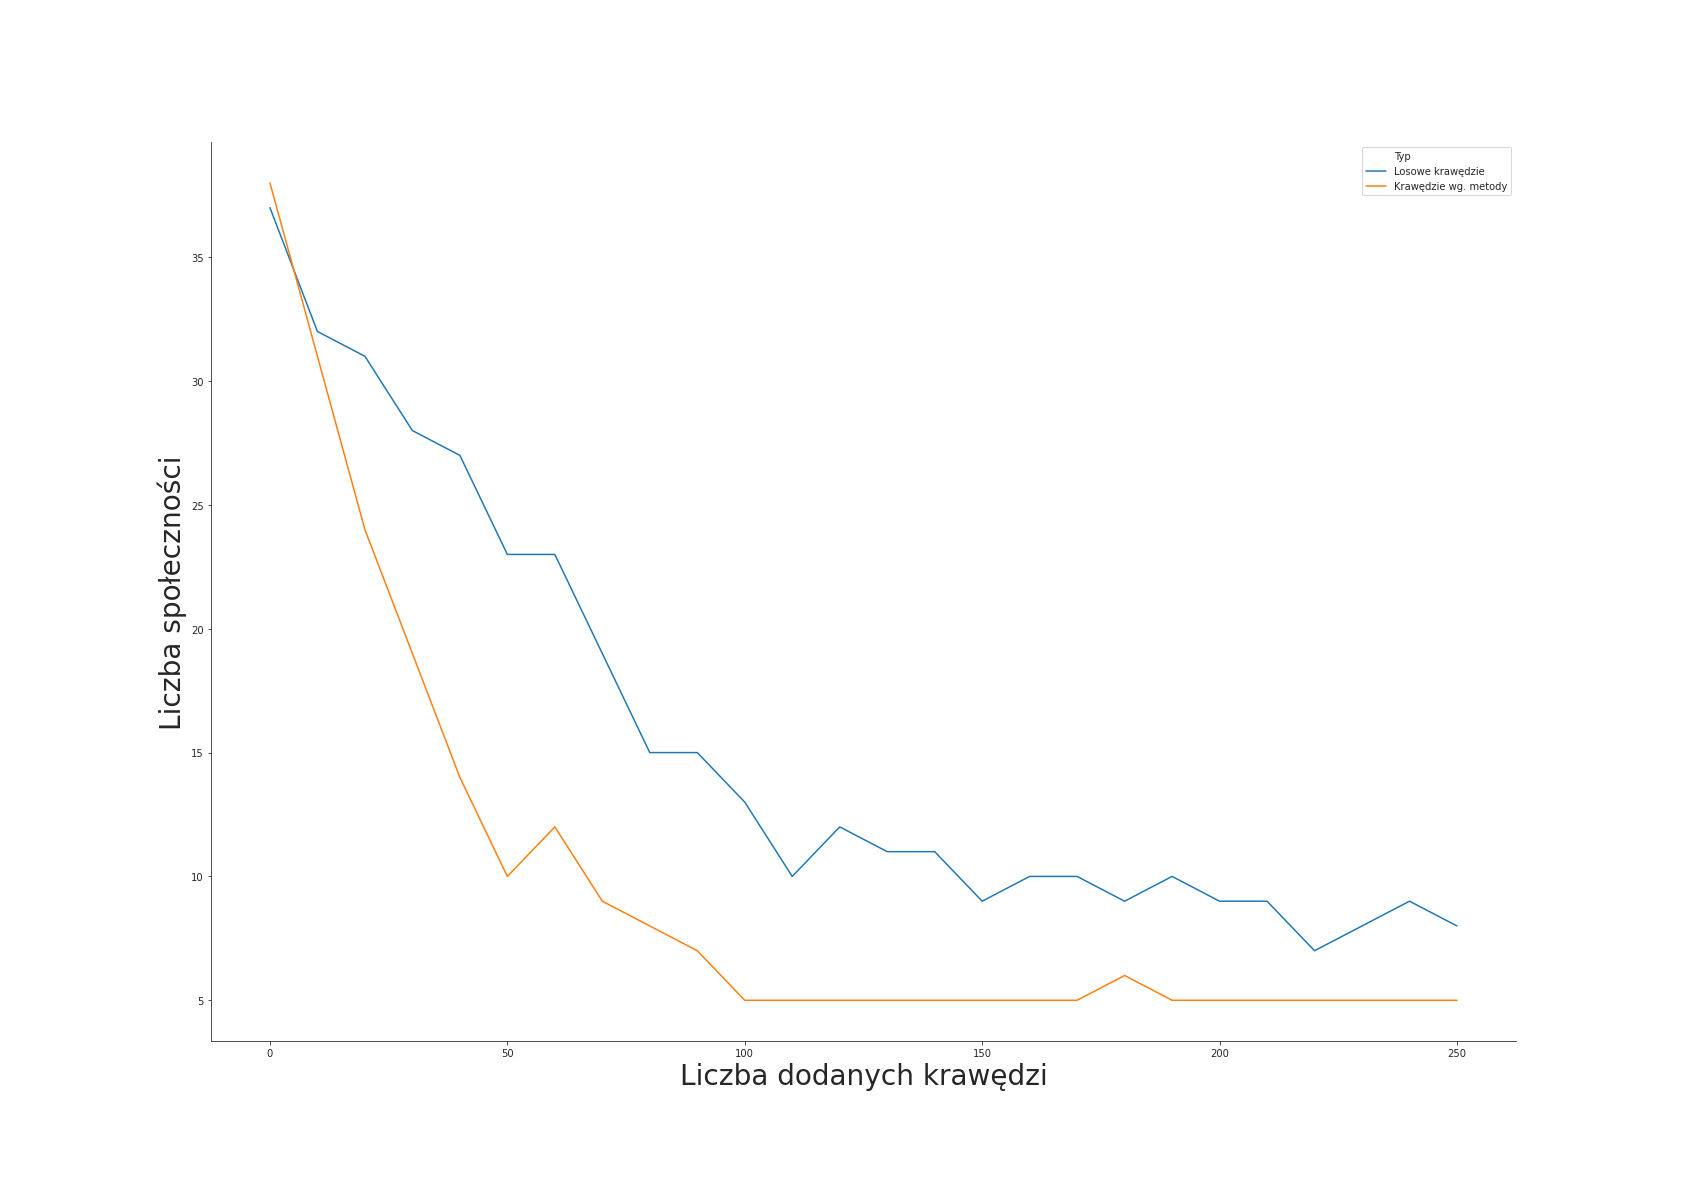 Typ
Losowe krawędzie
Krawędzie wg. metody
35
30
25
20
15
10
5
Liczba społeczności
0 50 100 150 200 250
Liczba dodanych krawędzi